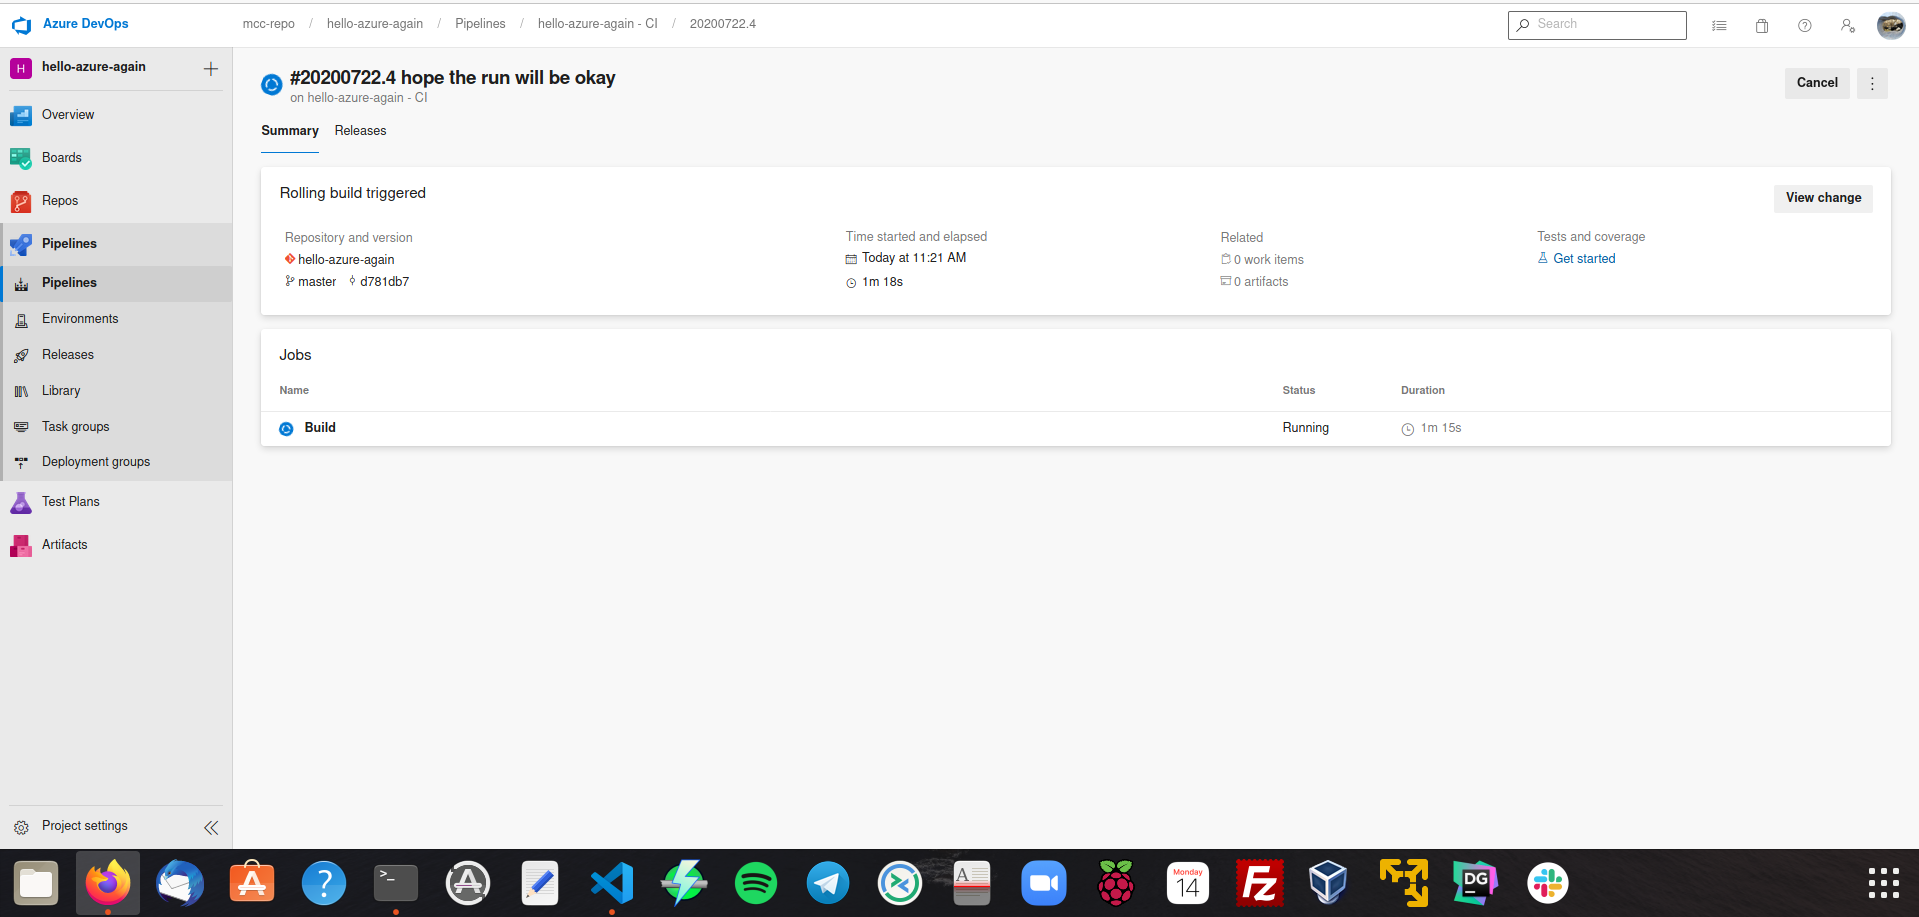 Azure DevOps
mcc-repo / hello-azure-again / Pipelines / hello-azure-again - CI / 20200722.4
Search
H hello-azure-again
Overview
Boards
Repos
Pipelines
Pipelines
Environments
Releases
Library
Task groups
Deployment groups
Test Plans
Artifacts
Project settings
#20200722.4 hope the run will be okay
on hello-azure-again - CI
Cancel
Summary Releases
Rolling build triggered
View change
Repository and version
hello-azure-again
master d781db7
Time started and elapsed
Today at 11:21 AM
1m 18s
Related
0 work items
0 artifacts
Tests and coverage
Get started
Jobs
Name Status Duration
Build Running 1m 15s
>_
A
Monday
14
Fz
DG